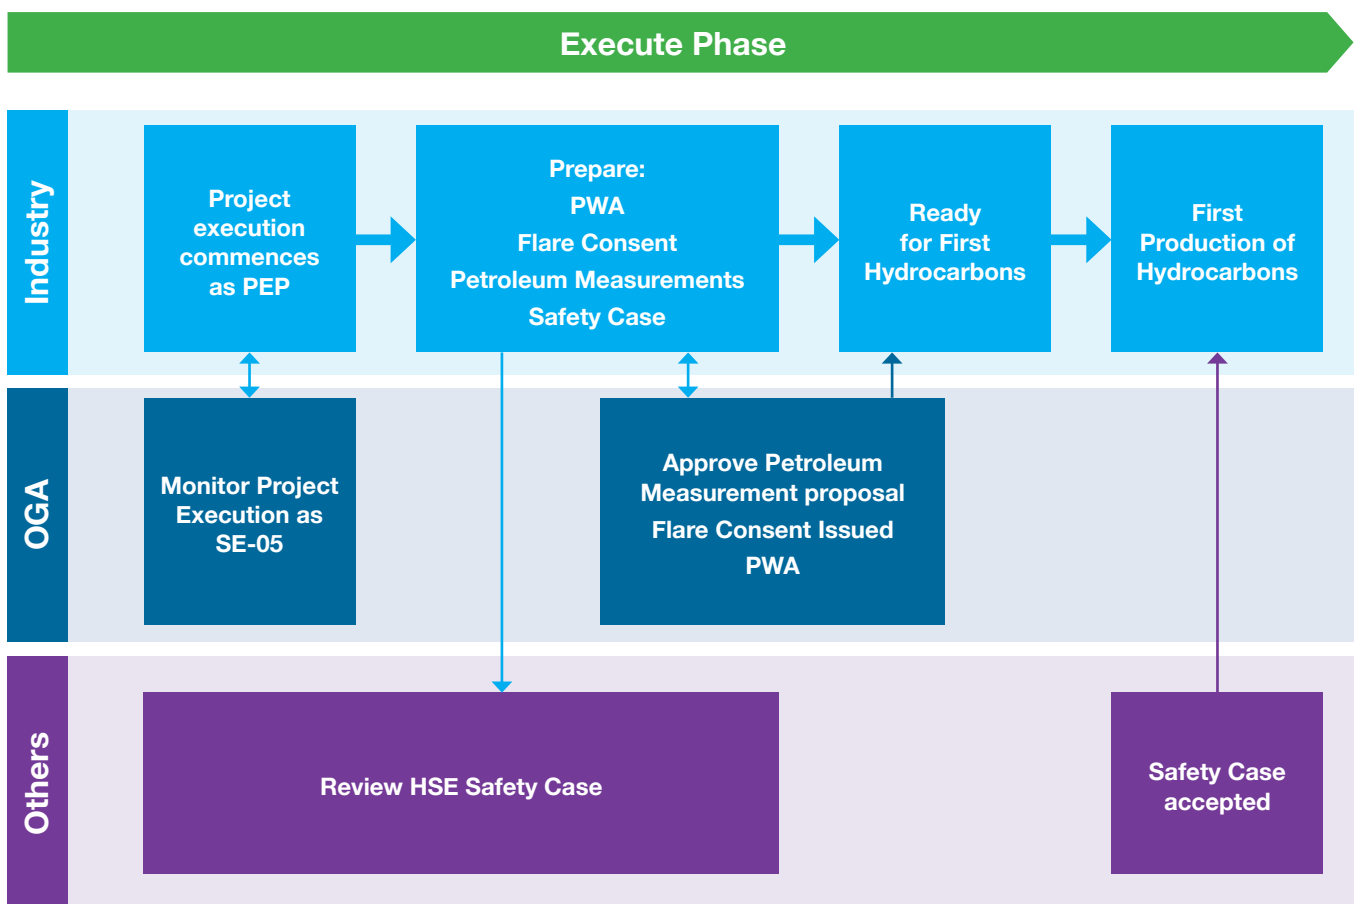 Execute Phase
Industry
Project
execution
commences
as PEP
Prepare:
PWA
Flare Consent
Petroleum Measurements
Safety Case
Ready
for First
Hydrocarbons
First
Production of
Hydrocarbons
OGA
Monitor Project
Execution as
SE-05
Approve Petroleum
Measurement proposal
Flare Consent Issued
PWA
Others
Review HSE Safety Case
Safety Case
accepted